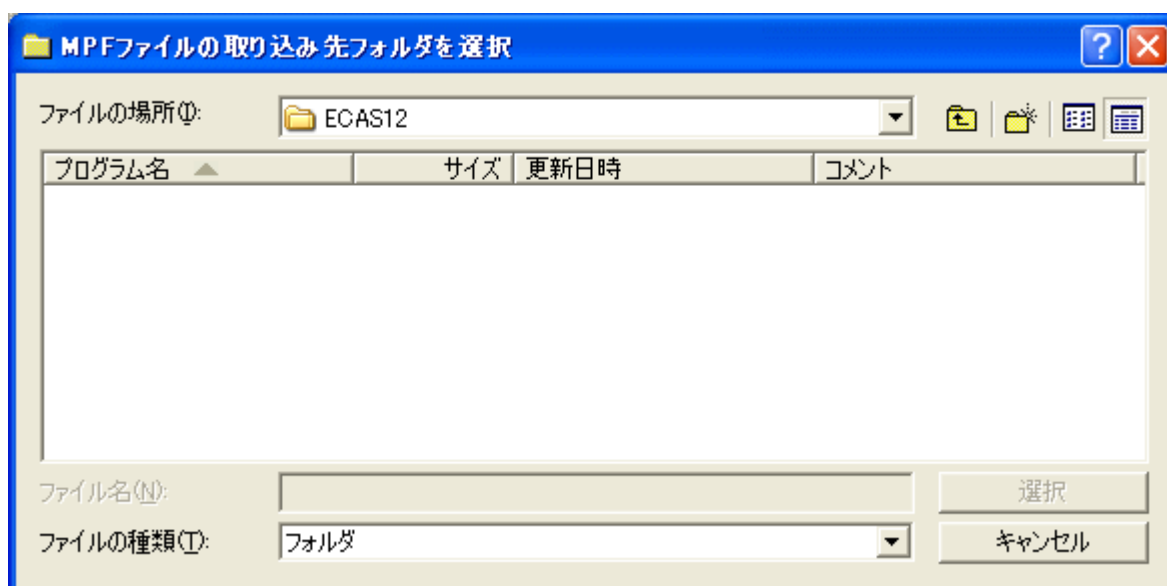 MPFファイルの取り込み先フォルダを選択
ファイルの場所(I):
ECAS12
プログラム名 サイズ 更新日時 コメント
ファイル名(N):
選択
ファイルの種類(T):
フォルダ
キャンセル